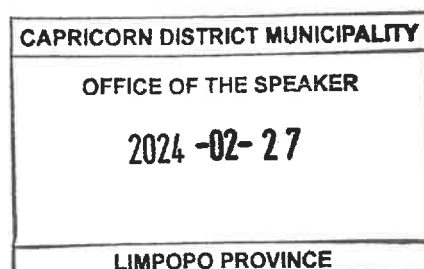 CAPRICORN DISTRICT MUNICIPALITY
OFFICE OF THE SPEAKER
2024 -02- 27
LIMPOPO PROVINCE